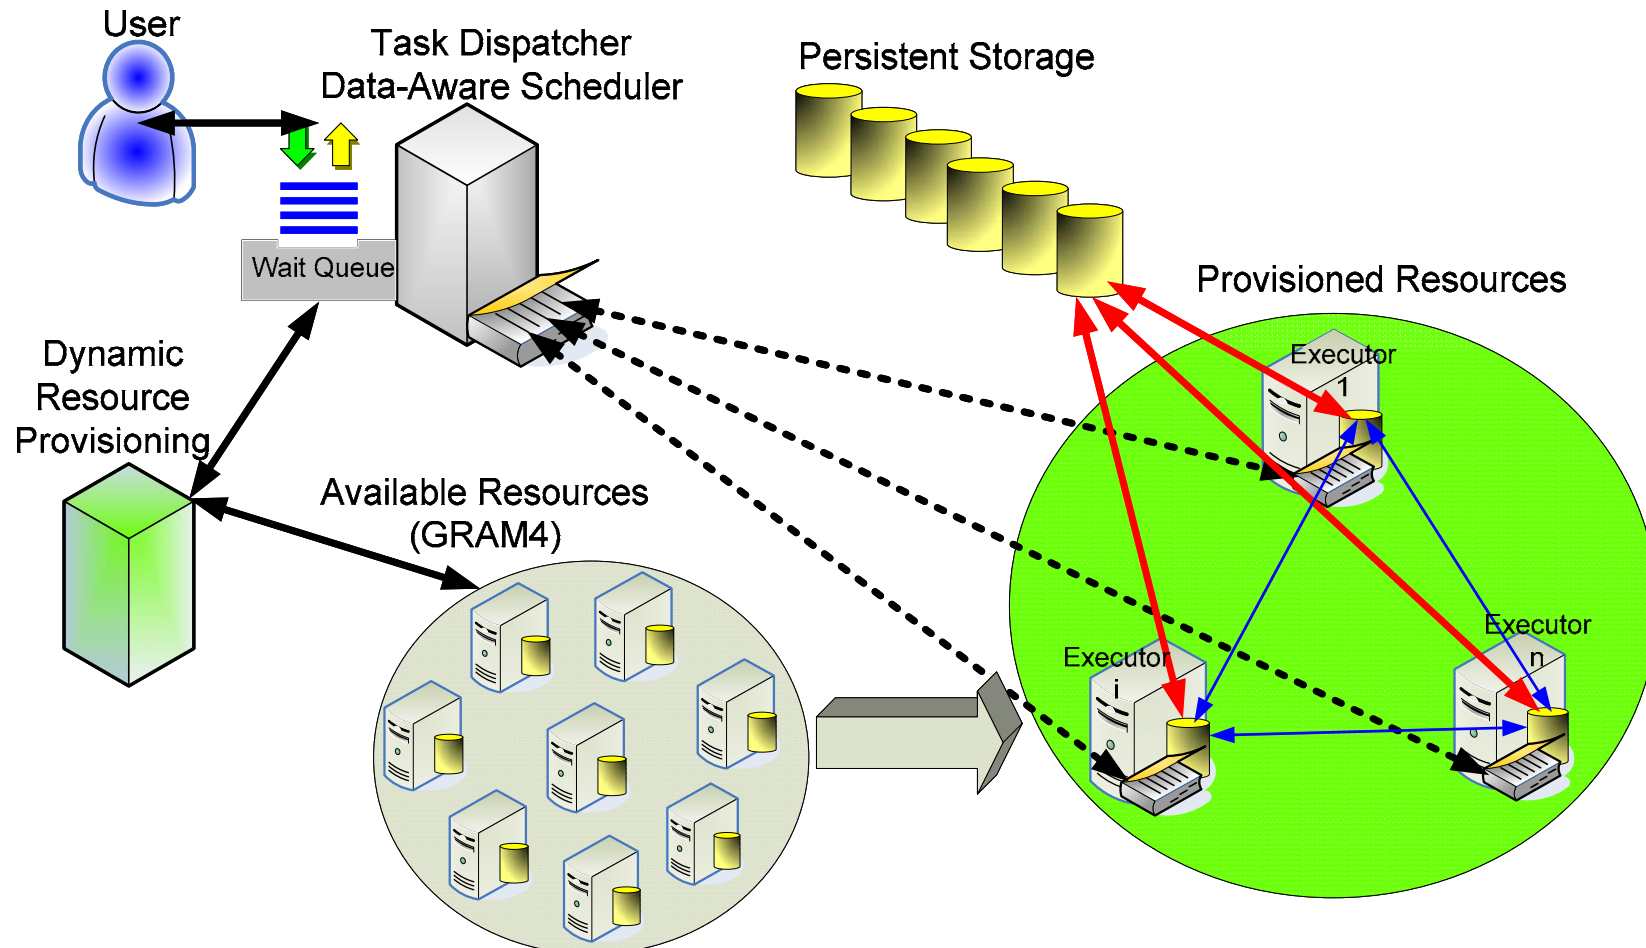 User
Task Dispatcher
Data-Aware Scheduler
Persistent Storage
Wait Queue
Provisioned Resources
Dynamic
Resource
Provisioning
Executor
1
Available Resources
(GRAM4)
Executor
i
Executor
n